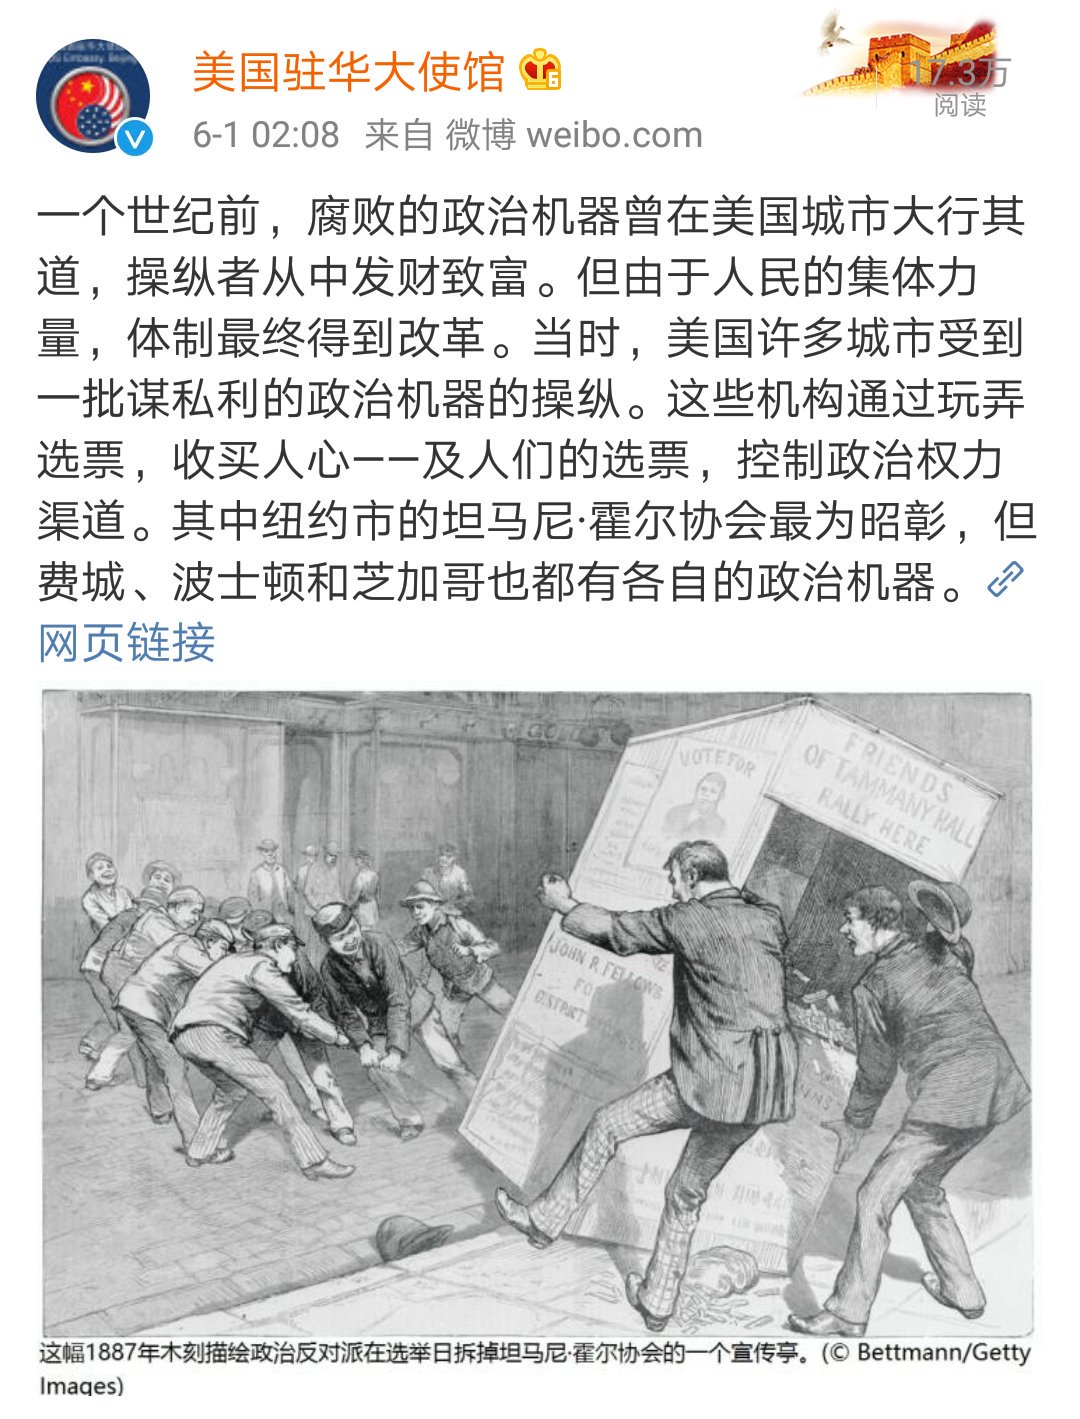 美国驻华大使馆
6-1 02:08 来自 微博 weibo.com
17.3万
阅读
一个世纪前，腐败的政治机器曾在美国城市大行其
道，操纵者从中发财致富。但由于人民的集体力
量，体制最终得到改革。当时，美国许多城市受到
一批谋私利的政治机器的操纵。这些机构通过玩弄
选票，收买人心——及人们的选票，控制政治权力
渠道。其中纽约市的坦马尼·霍尔协会最为昭彰，但
费城、波士顿和芝加哥也都有各自的政治机器。
网页链接
VOTE FOR
FRIENDS
OF TAMMANY HALL
RALLY HERE
JOHN R. FELLOWS
FOR
DISTRICT
这幅1887年木刻描绘政治反对派在选举日拆掉坦马尼·霍尔协会的一个宣传亭。(© Bettmann/Getty
Images)